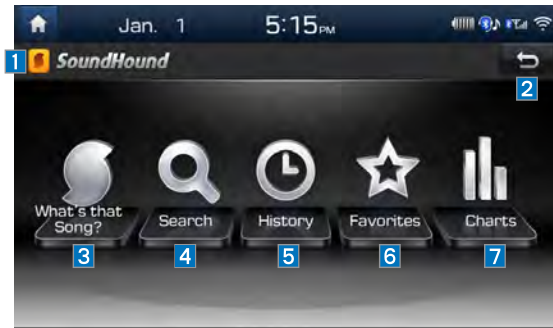 Jan. 1 5:15PM
1 SoundHound
2
What's that
Song?
Search
History
Favorites
Charts
3 4 5 6 7